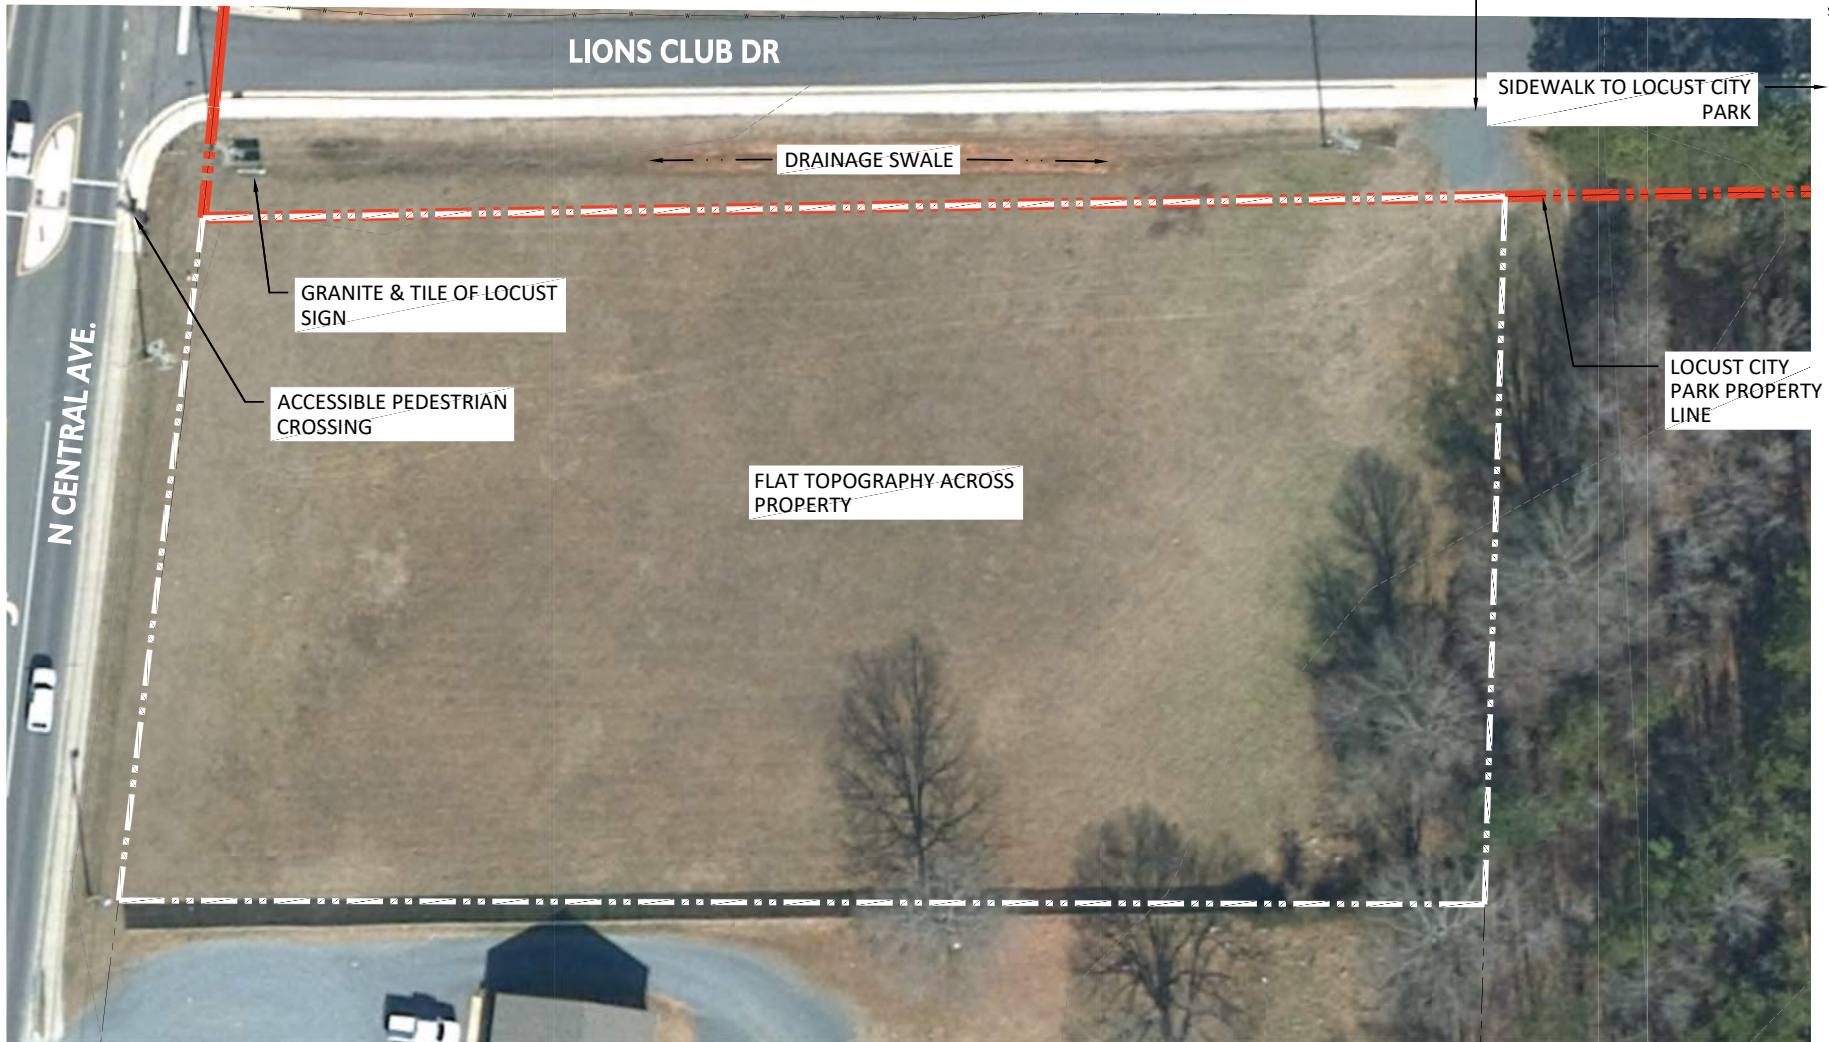 LIONS CLUB DR
SIDEWALK TO LOCUST CITY
PARK
DRAINAGE SWALE
GRANITE & TILE OF LOCUST
SIGN
N CENTRAL AVE.
ACCESSIBLE PEDESTRIAN
CROSSING
LOCUST CITY
PARK PROPERTY
LINE
FLAT TOPOGRAPHY ACROSS
PROPERTY